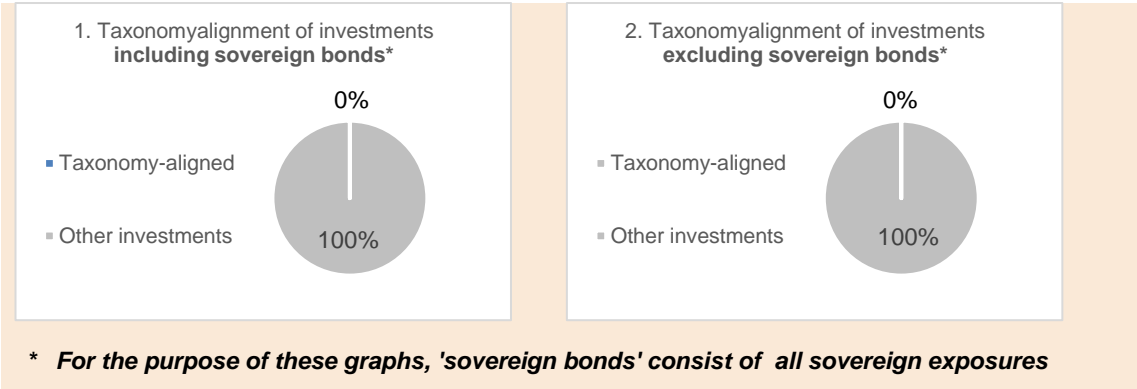 1. Taxonomyalignment of investments
including sovereign bonds*
0%
Taxonomy-aligned
Other investments
100%
2. Taxonomyalignment of investments
excluding sovereign bonds*
0%
Taxonomy-aligned
Other investments
100%
* For the purpose of these graphs, 'sovereign bonds' consist of all sovereign exposures